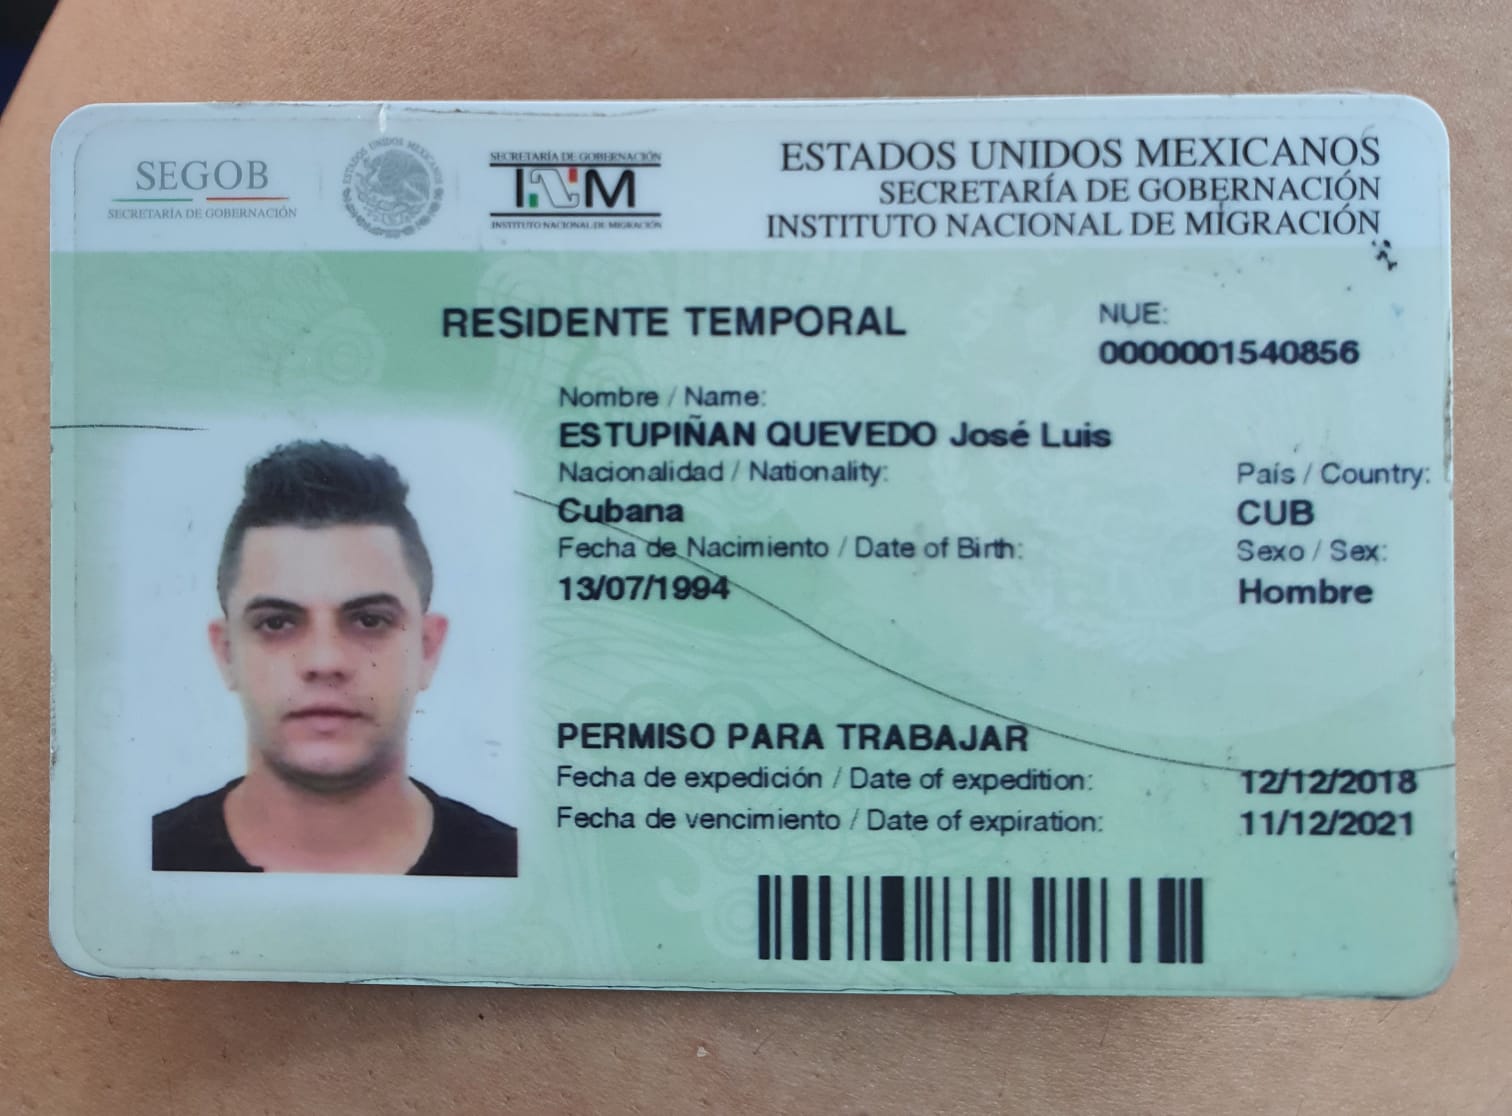 SEGOB
SECRETARÍA DE GOBERNACIÓN
ESTADOS UNIDOS MEXICANOS
SECRETARÍA DE GOBERNACIÓN
INM
INSTITUTO NACIONAL DE MIGRACIÓN
ESTADOS UNIDOS MEXICANOS
SECRETARÍA DE GOBERNACIÓN
INSTITUTO NACIONAL DE MIGRACIÓN
RESIDENTE TEMPORAL
NUE:
0000001540856
Nombre / Name:
ESTUPIÑAN QUEVEDO José Luis
Nacionalidad / Nationality:
País / Country:
Cubana
CUB
Fecha de Nacimiento / Date of Birth:
Sexo / Sex:
13/07/1994
Hombre
PERMISO PARA TRABAJAR
Fecha de expedición / Date of expedition: 12/12/2018
Fecha de vencimiento / Date of expiration: 11/12/2021